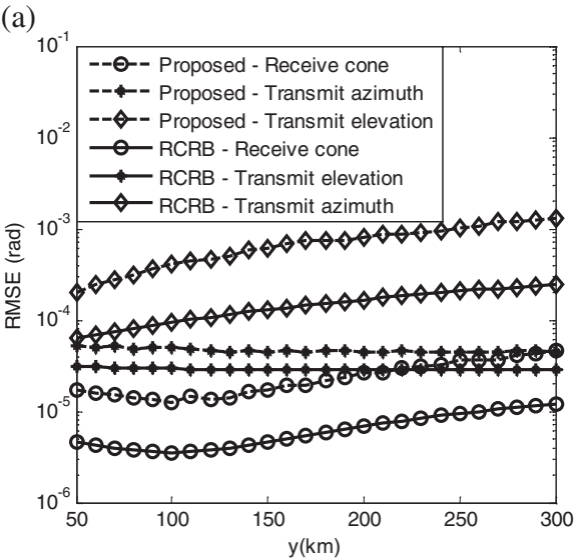 (a)
10-1
Proposed - Receive cone
Proposed - Transmit azimuth
Proposed - Transmit elevation
RCRB - Receive cone
RCRB - Transmit elevation
RCRB - Transmit azimuth
10-2
10-3
10-4
10-5
10-6
RMSE (rad)
50 100 150 200 250 300
y(km)